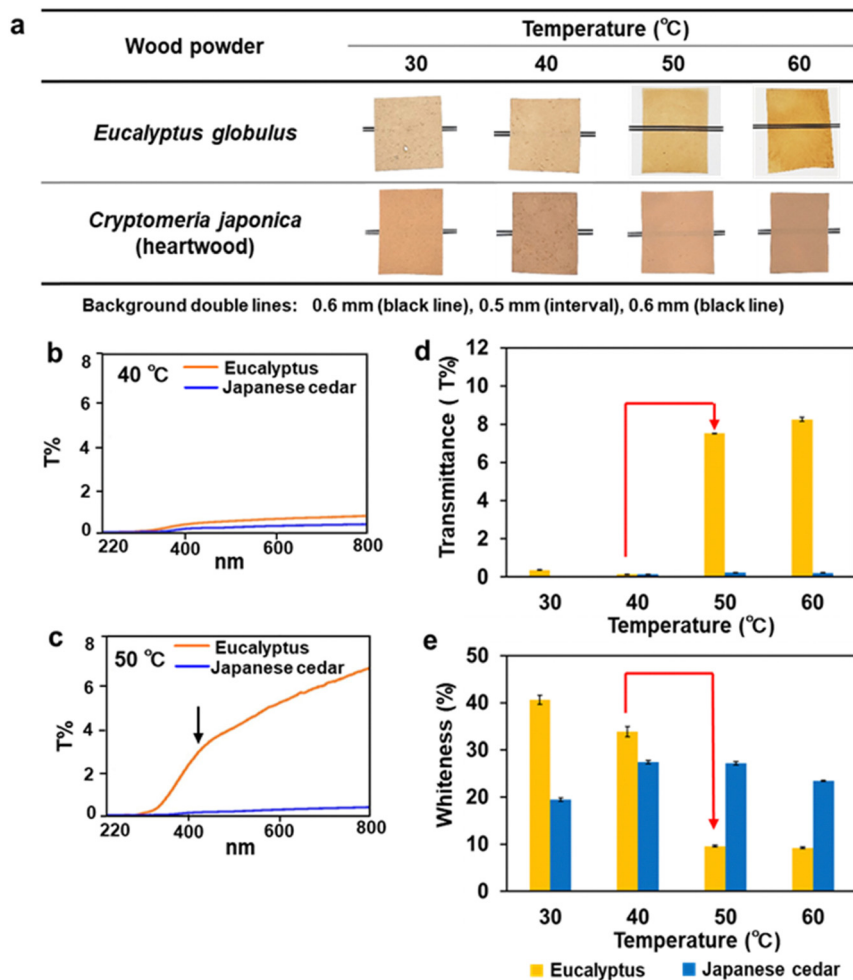 a
Wood powder
Temperature (°C)
30 40 50 60
Eucalyptus globulus
Cryptomeria japonica
(heartwood)
Background double lines: 0.6 mm (black line), 0.5 mm (interval), 0.6 mm (black line)
b
8
6
4
2
0
T%
40 °C
Eucalyptus
Japanese cedar
220 400 600 800
nm
c
8
6
4
2
0
T%
50 °C
Eucalyptus
Japanese cedar
220 400 600 800
nm
d
12
10
8
6
4
2
0
Transmittance ( T%)
30 40 50 60
Temperature (°C)
e
50
40
30
20
10
0
Whiteness (%)
30 40 50 60
Temperature (°C)
Eucalyptus Japanese cedar